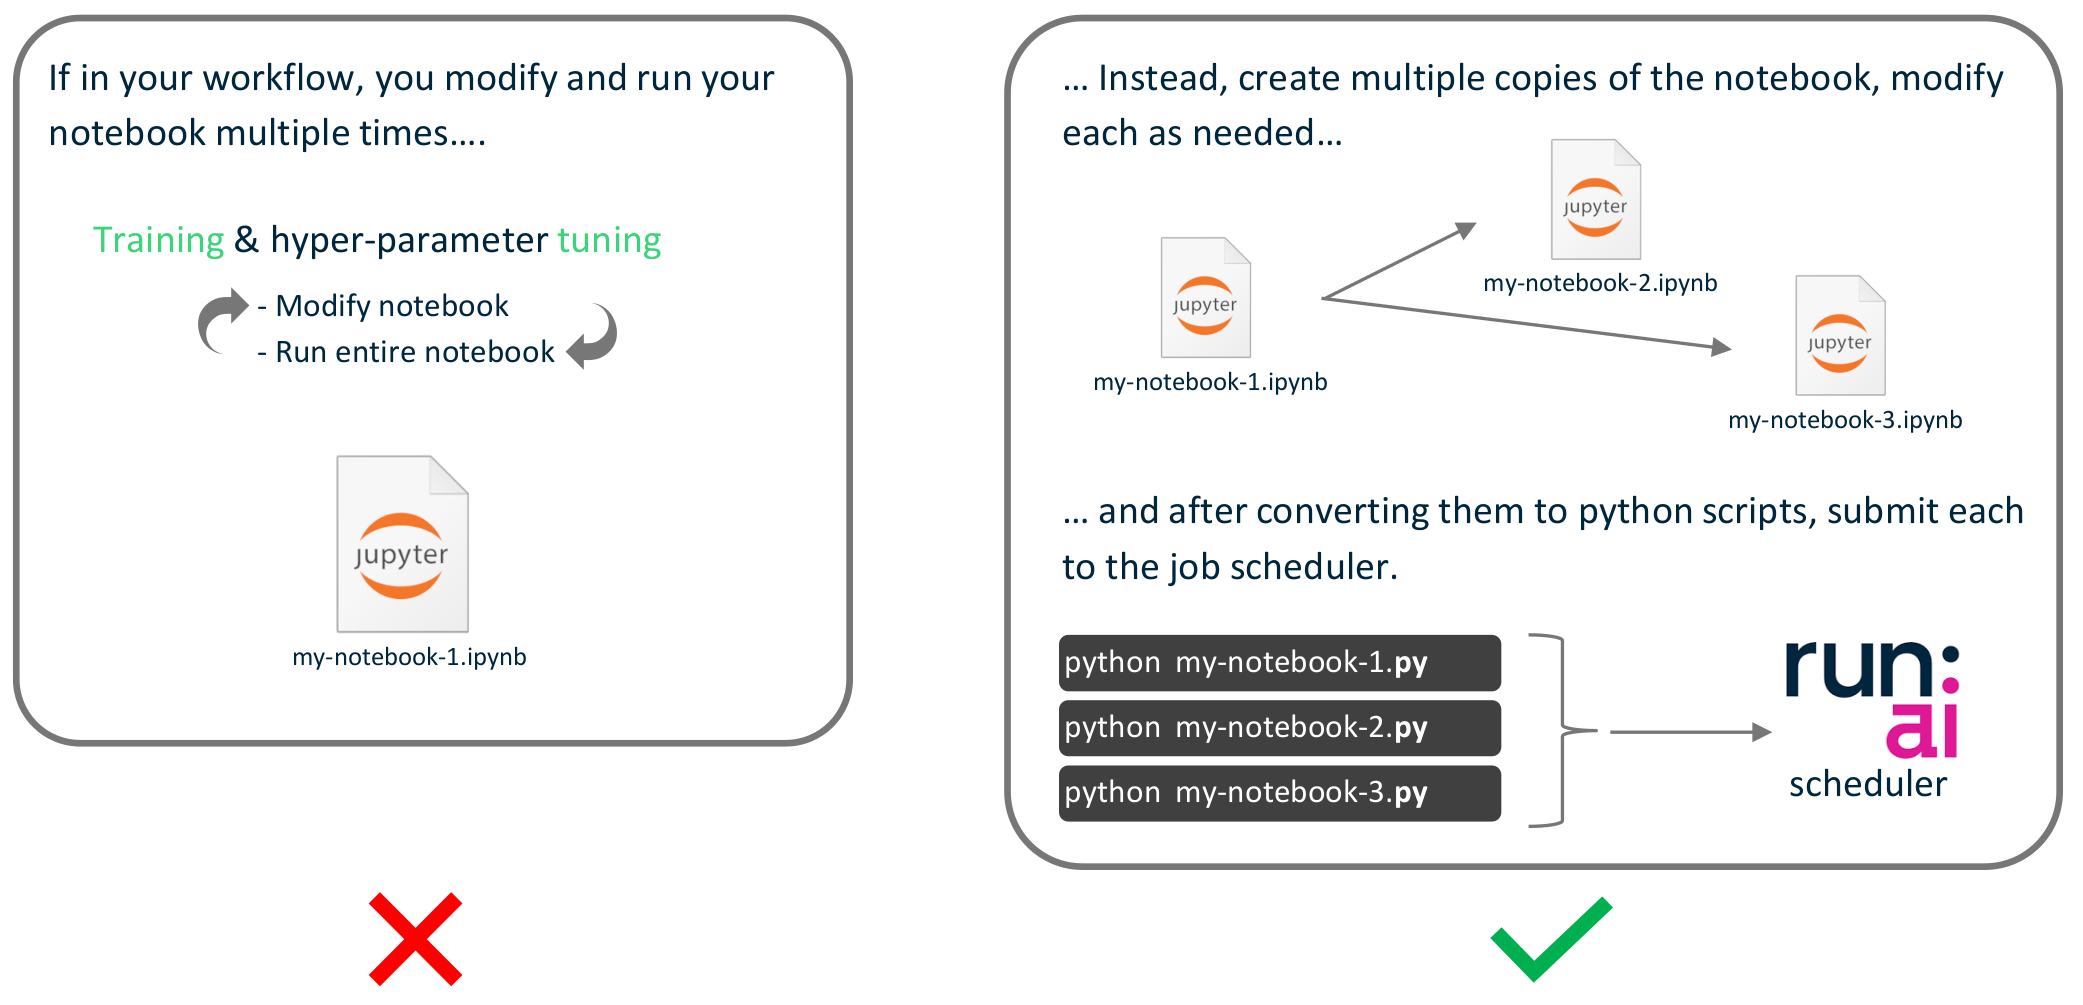 If in your workflow, you modify and run your
notebook multiple times....
Training & hyper-parameter tuning
- Modify notebook
- Run entire notebook
jupyter
my-notebook-1.ipynb
... Instead, create multiple copies of the notebook, modify
each as needed...
jupyter
my-notebook-2.ipynb
jupyter
my-notebook-1.ipynb
jupyter
my-notebook-3.ipynb
... and after converting them to python scripts, submit each
to the job scheduler.
python my-notebook-1.py
python my-notebook-2.py
python my-notebook-3.py
run:
ai
scheduler